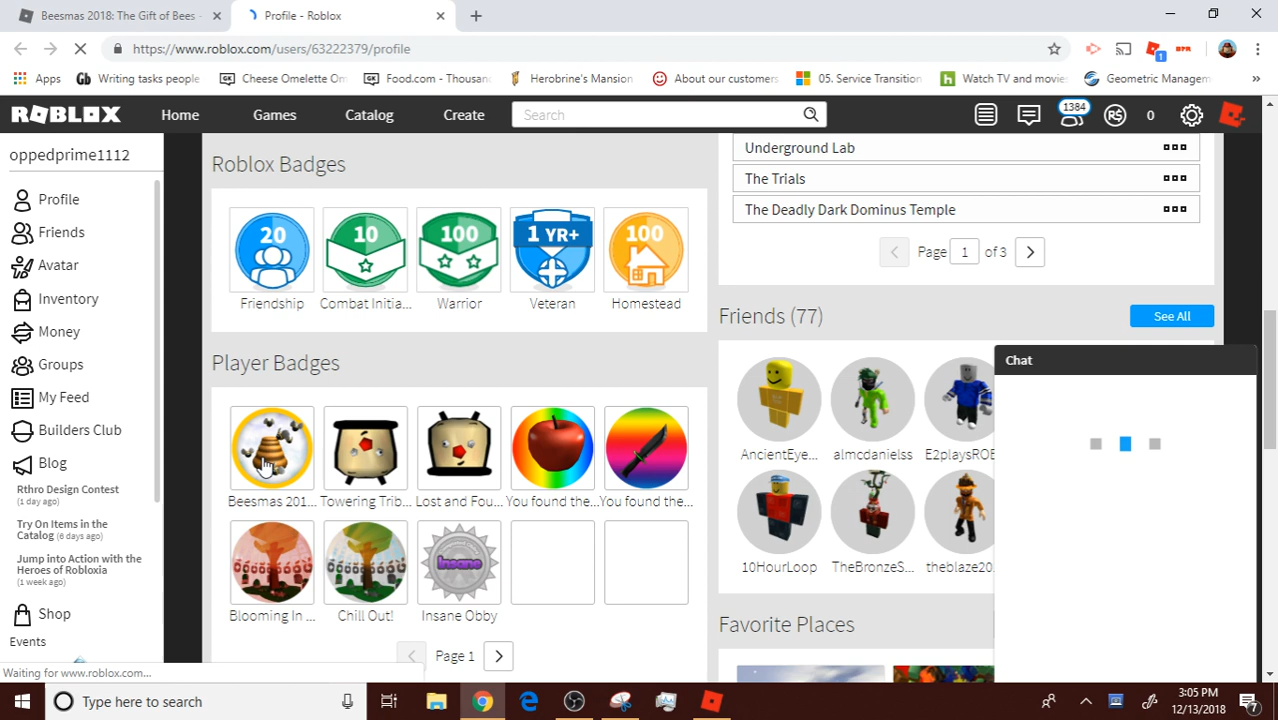 Beesmas 2018: The Gift of Bees -
Profile - Roblox
https://www.roblox.com/users/63222379/profile
1
Apps
Writing tasks people
Cheese Omelette Om
Food.com - Thousand
Herobrine's Mansion
About our customers
05. Service Transition
Watch TV and movies
Geometric Managem
»
ROBLOX
Home
Games
Catalog
Create
Search
1384
R$
0
oppedprime1112
Profile
Friends
Avatar
Inventory
Money
Groups
My Feed
Builders Club
Blog
Rthro Design Contest
(1 day ago)
Try On Items in the
Catalog (6 days ago)
Jump into Action with the
Heroes of Robloxia
(1 week ago)
Shop
Events
Roblox Badges
20
10
100
1 YR+
100
Friendship
Combat Initia...
Warrior
Veteran
Homestead
Player Badges
Beesmas 201...
Towering Trib...
Lost and Fou...
You found the...
You found the...
Insane
Blooming In ...
Chill Out!
Insane Obby
Page 1
Underground Lab
The Trials
The Deadly Dark Dominus Temple
Page 1 of 3
Friends (77)
See All
AncientEye...
almcdanielss
E2playsROB
10HourLoop
TheBronzeS...
theblaze20
Favorite Places
Chat
Waiting for www.roblox.com...
Type here to search
3:05 PM
12/13/2018
7